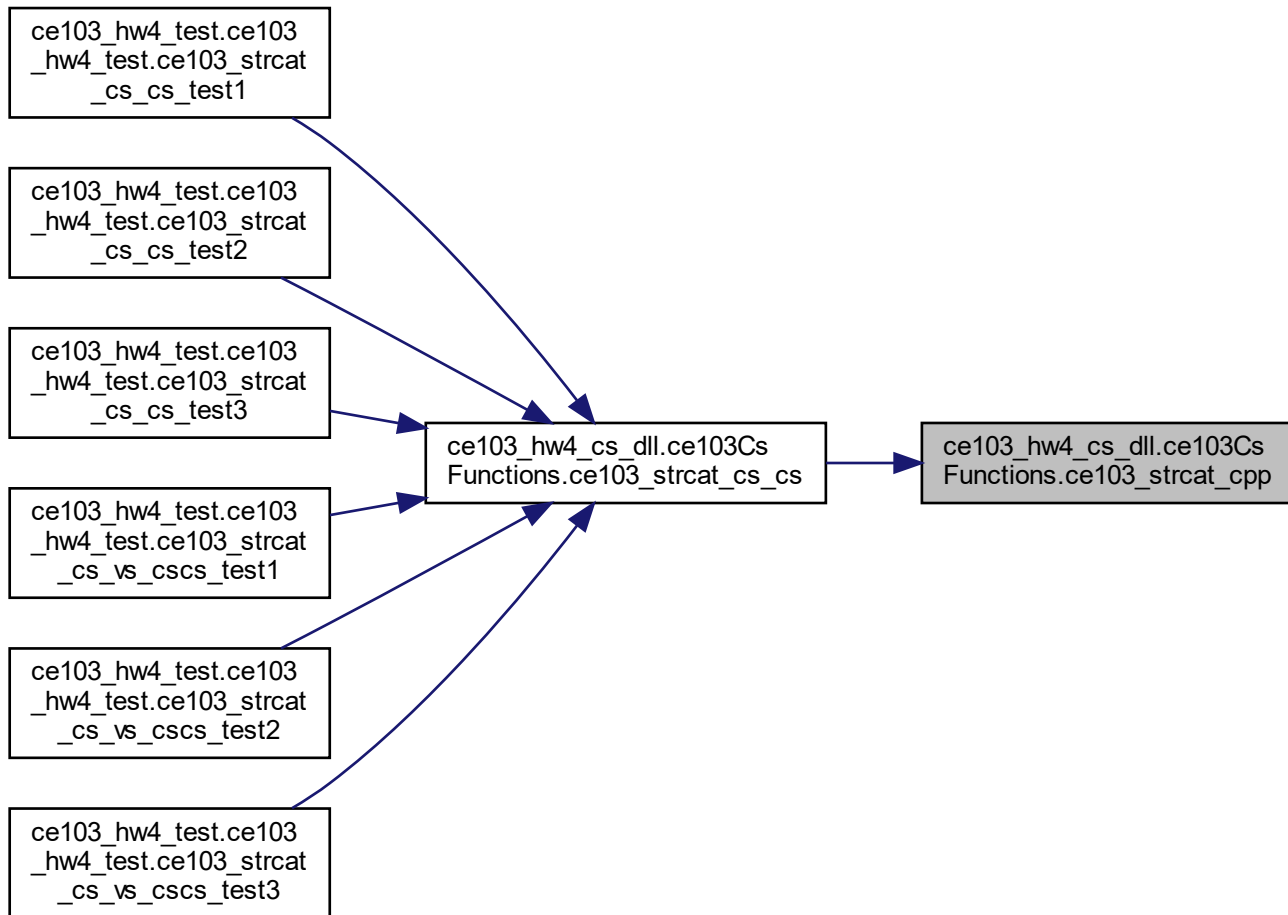 ce103_hw4_test.ce103
_hw4_test.ce103_strcat
_cs_cs_test1
ce103_hw4_test.ce103
_hw4_test.ce103_strcat
_cs_cs_test2
ce103_hw4_test.ce103
_hw4_test.ce103_strcat
_cs_cs_test3
ce103_hw4_test.ce103
_hw4_test.ce103_strcat
_cs_vs_cscs_test1
ce103_hw4_test.ce103
_hw4_test.ce103_strcat
_cs_vs_cscs_test2
ce103_hw4_test.ce103
_hw4_test.ce103_strcat
_cs_vs_cscs_test3
ce103_hw4_cs_dll.ce103Cs
Functions.ce103_strcat_cs_cs
ce103_hw4_cs_dll.ce103Cs
Functions.ce103_strcat_cpp